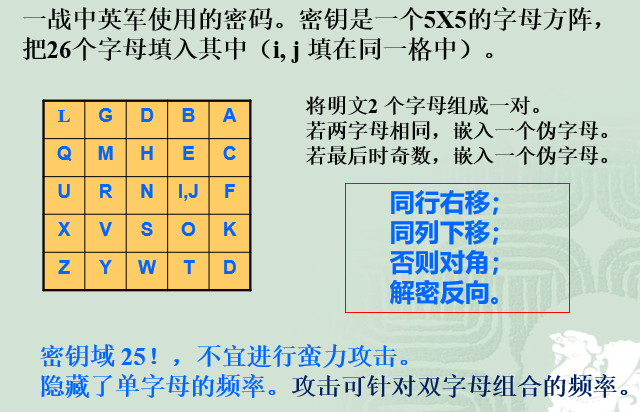 一战中英军使用的密码。密钥是一个5X5的字母方阵，
把26个字母填入其中（i, j 填在同一格中）。
L G D B A
Q M H E C
U R N I,J F
X V S O K
Z Y W T D
将明文2 个字母组成一对。
若两字母相同，嵌入一个伪字母。
若最后时奇数，嵌入一个伪字母。
同行右移；
同列下移；
否则对角；
解密反向。
密钥域 25！，不宜进行蛮力攻击。
隐藏了单字母的频率。攻击可针对双字母组合的频率。